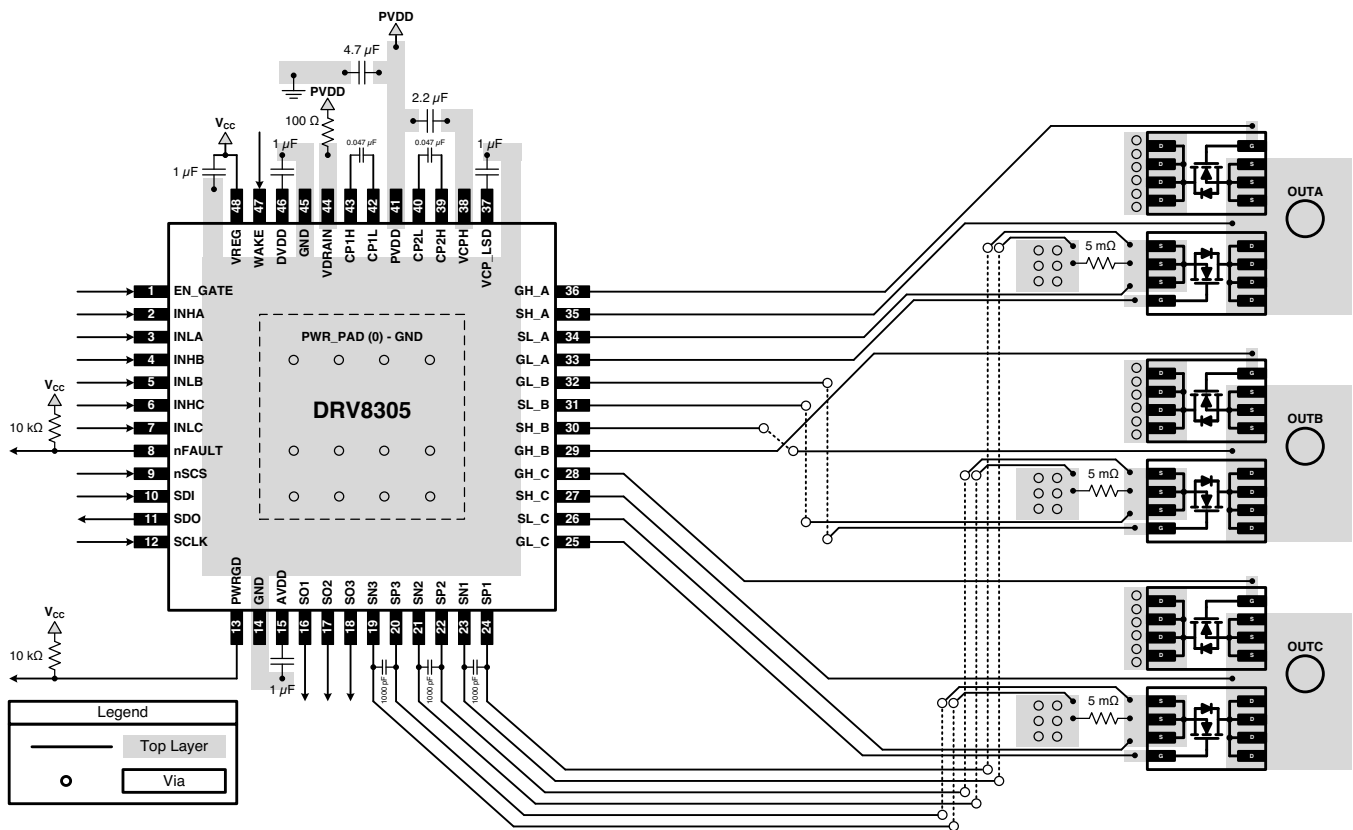 PVDD
4.7 µF
PVDD
2.2 µF
100 Ω
V_CC
1 µF
0.047 µF
0.047 µF
1 µF
1 µF
48
47
46
45
44
43
42
41
40
39
38
37
VREG
WAKE
DVDD
GND
VDRAIN
CP1H
CP1L
PVDD
CP2L
CP2H
VCPH
VCP_LSD
1 EN_GATE
2 INHA
3 INLA
4 INHB
5 INLB
6 INHC
7 INLC
8 nFAULT
9 nSCS
10 SDI
11 SDO
12 SCLK
V_CC
10 kΩ
PWR_PAD (0) - GND
DRV8305
GH_A 36
SH_A 35
SL_A 34
GL_A 33
GL_B 32
SL_B 31
SH_B 30
GH_B 29
GH_C 28
SH_C 27
SL_C 26
GL_C 25
PWRGD
GND
AVDD
SO1
SO2
SO3
SN3
SP3
SN2
SP2
SN1
SP1
13
14
15
16
17
18
19
20
21
22
23
24
V_CC
10 kΩ
1 µF
1000 pF
1000 pF
1000 pF
D G
D S
D S
D S
OUTA
5 mΩ
S D
S D
S D
G D
D G
D S
D S
D S
OUTB
5 mΩ
S D
S D
S D
G D
D G
D S
D S
D S
OUTC
5 mΩ
S D
S D
S D
G D
Legend
Top Layer
Via